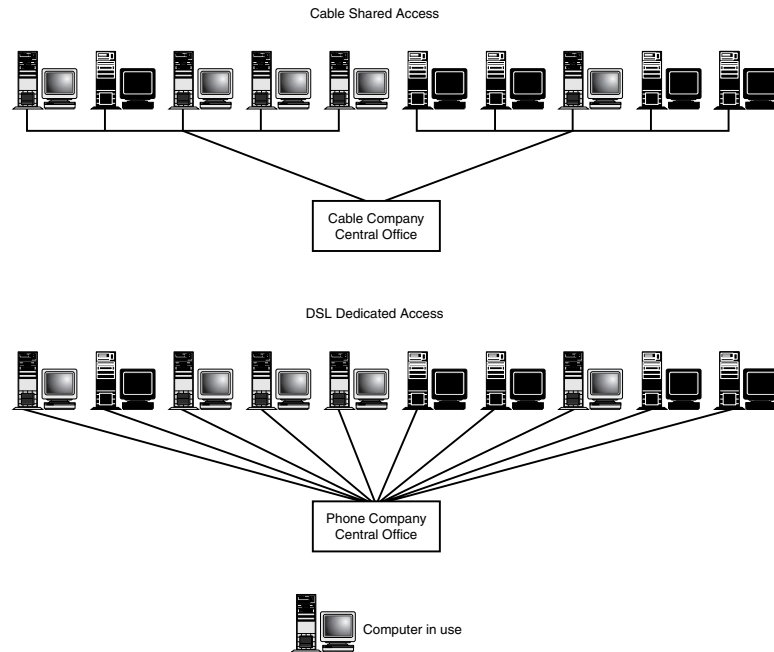 Cable Shared Access
Cable Company
Central Office
DSL Dedicated Access
Phone Company
Central Office
Computer in use